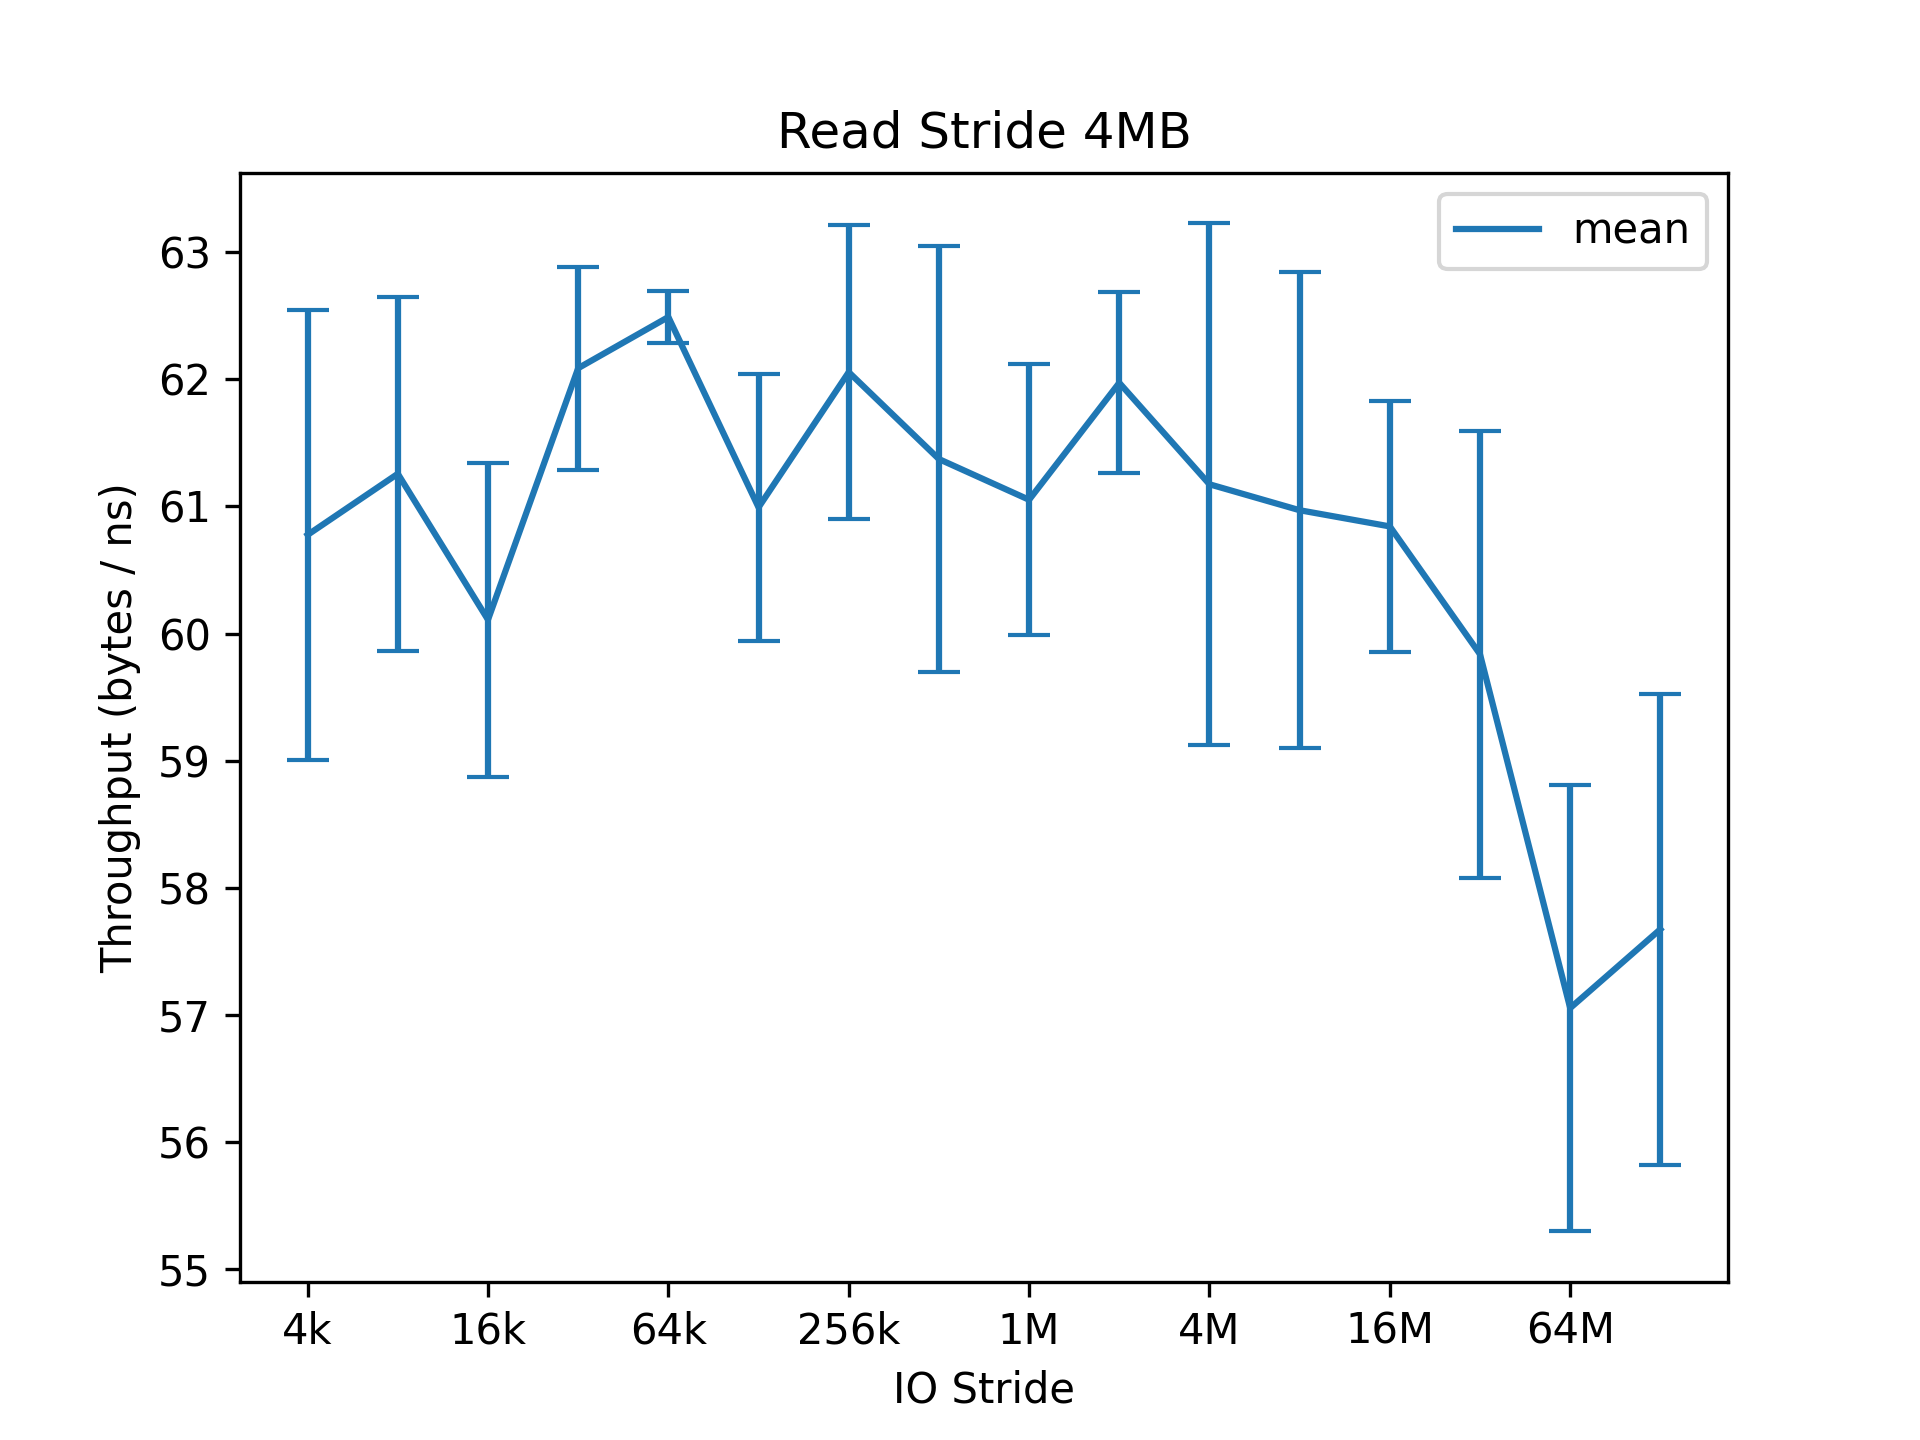 Read Stride 4MB
mean
Throughput (bytes / ns)
63
62
61
60
59
58
57
56
55
4k 16k 64k 256k 1M 4M 16M 64M
IO Stride